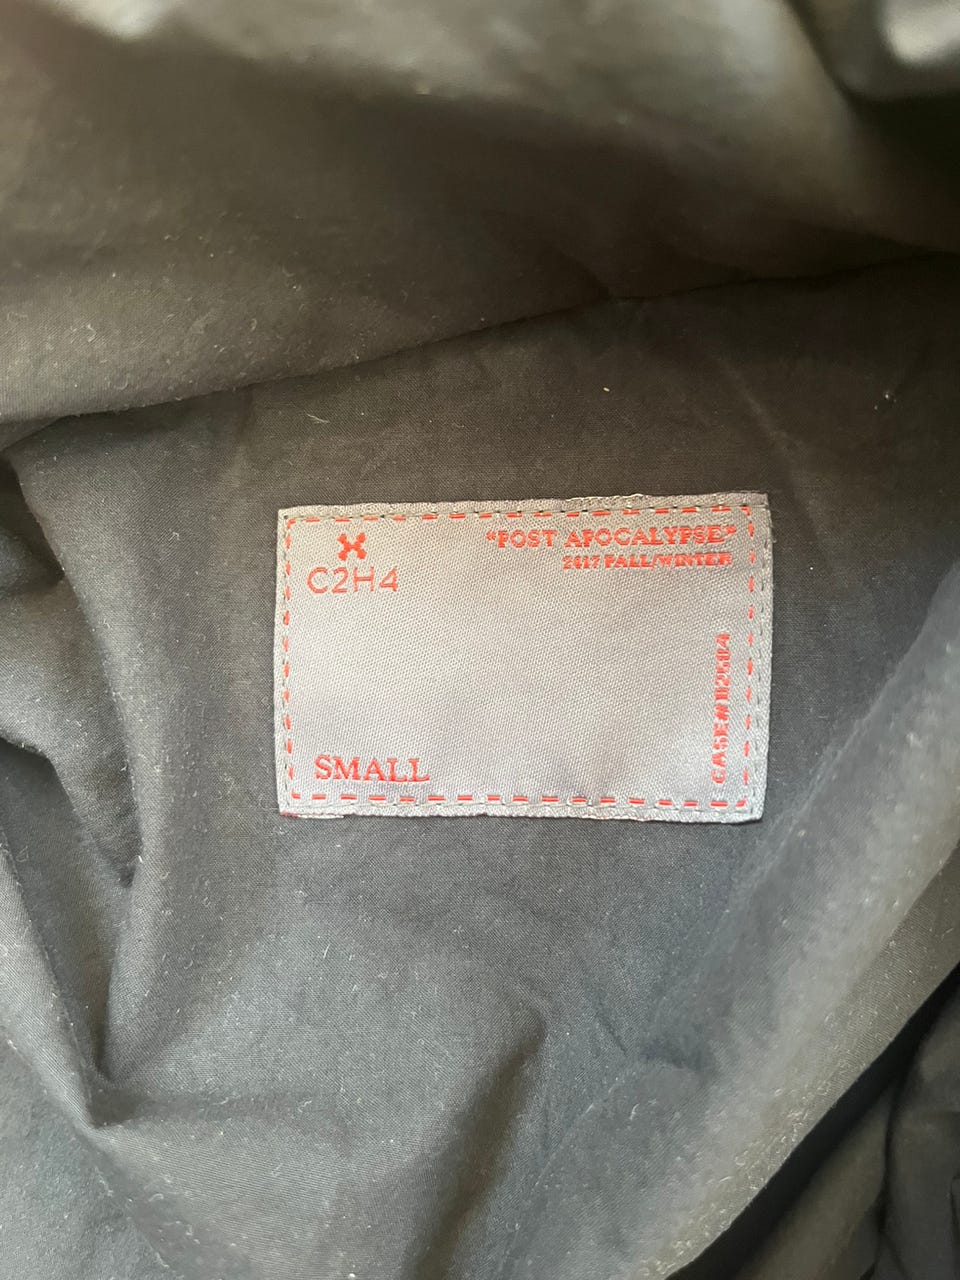 C2H4
"POST APOCALYPSE"
2017 FALL/WINTER
SMALL